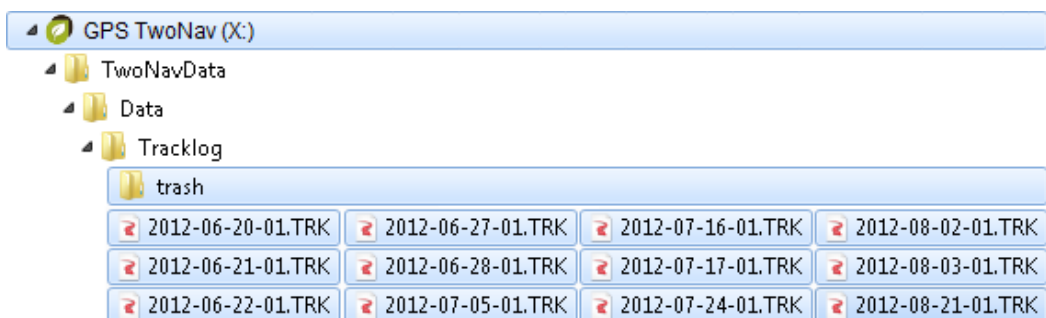 GPS TwoNav (X:)
TwoNavData
Data
Tracklog
trash
2012-06-20-01.TRK 2012-06-27-01.TRK 2012-07-16-01.TRK 2012-08-02-01.TRK
2012-06-21-01.TRK 2012-06-28-01.TRK 2012-07-17-01.TRK 2012-08-03-01.TRK
2012-06-22-01.TRK 2012-07-05-01.TRK 2012-07-24-01.TRK 2012-08-21-01.TRK